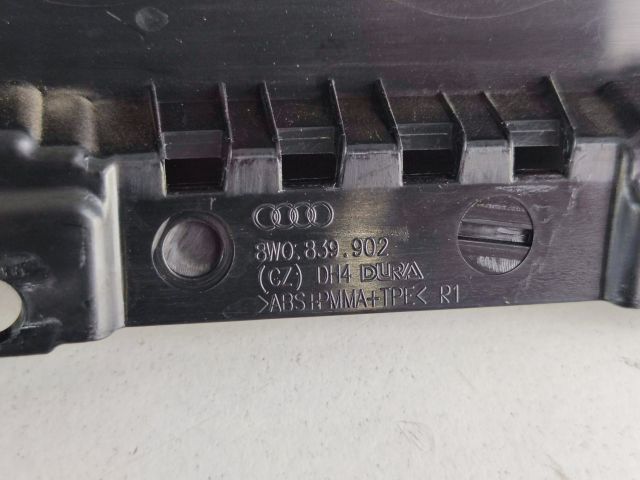 8W0.839.902
(CZ) DH4 DURA
>ABS+PMMA+TPE< R1